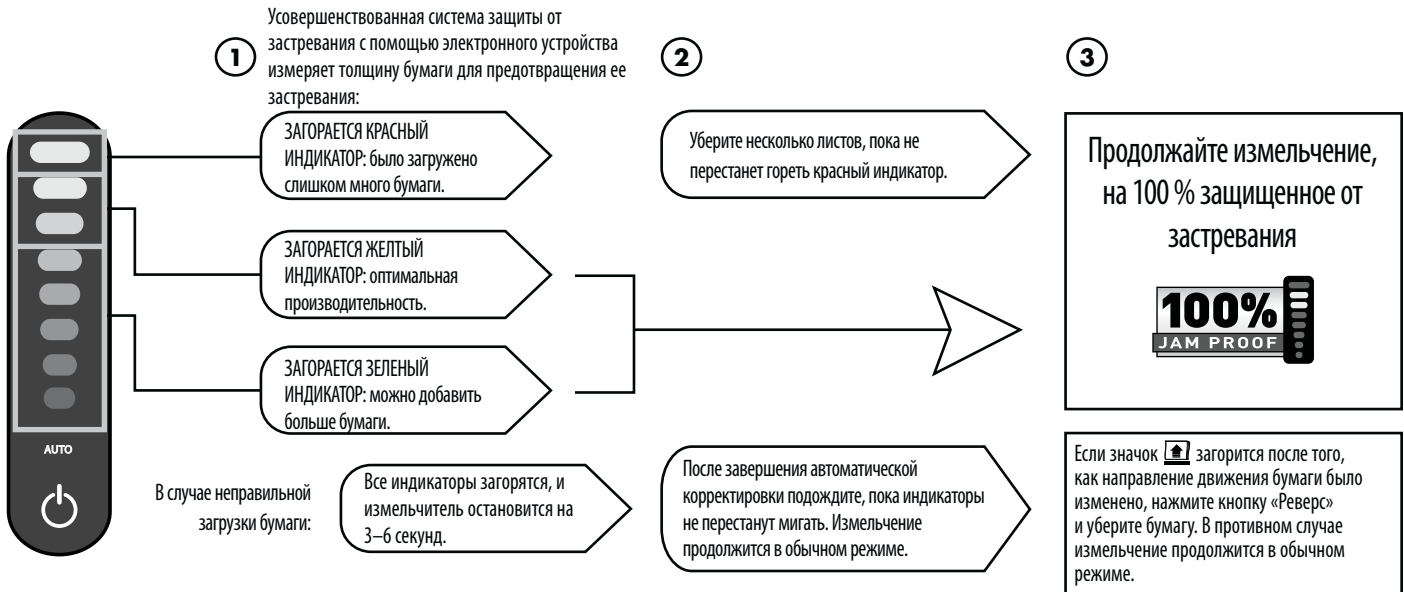 1
Усовершенствованная система защиты от
застревания с помощью электронного устройства
измеряет толщину бумаги для предотвращения ее
застревания:
ЗАГОРАЕТСЯ КРАСНЫЙ
ИНДИКАТОР: было загружено
слишком много бумаги.
ЗАГОРАЕТСЯ ЖЕЛТЫЙ
ИНДИКАТОР: оптимальная
производительность.
ЗАГОРАЕТСЯ ЗЕЛЕНЫЙ
ИНДИКАТОР: можно добавить
больше бумаги.
2
Уберите несколько листов, пока не
перестанет гореть красный индикатор.
3
Продолжайте измельчение,
на 100 % защищенное от
застревания
100%
JAM PROOF
AUTO
В случае неправильной
загрузки бумаги:
Все индикаторы загорятся, и
измельчитель остановится на
3–6 секунд.
После завершения автоматической
корректировки подождите, пока индикаторы
не перестанут мигать. Измельчение
продолжится в обычном режиме.
Если значок загорится после того,
как направление движения бумаги было
изменено, нажмите кнопку «Реверс»
и уберите бумагу. В противном случае
измельчение продолжится в обычном
режиме.